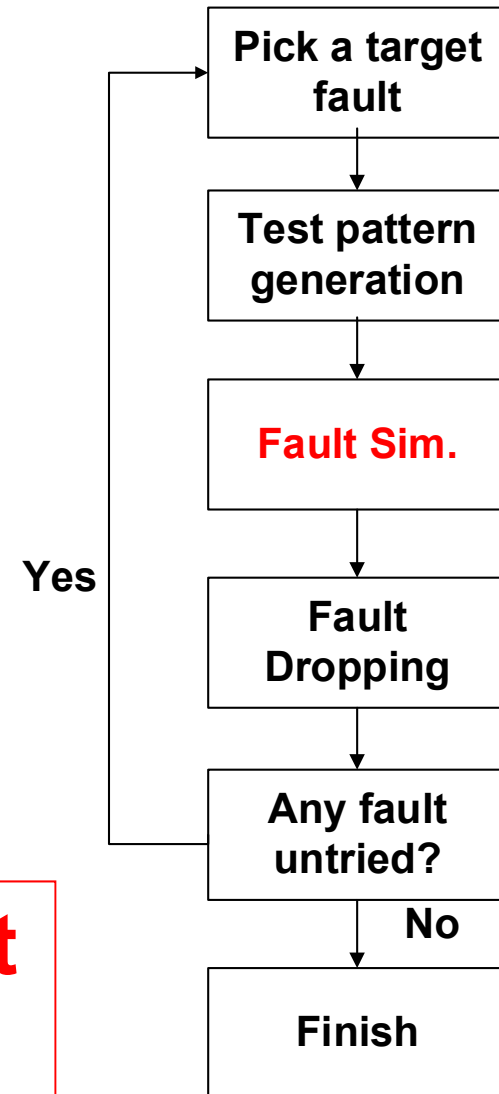 Pick a target
fault
Test pattern
generation
Fault Sim.
Yes
Fault
Dropping
Any fault
untried?
No
Finish